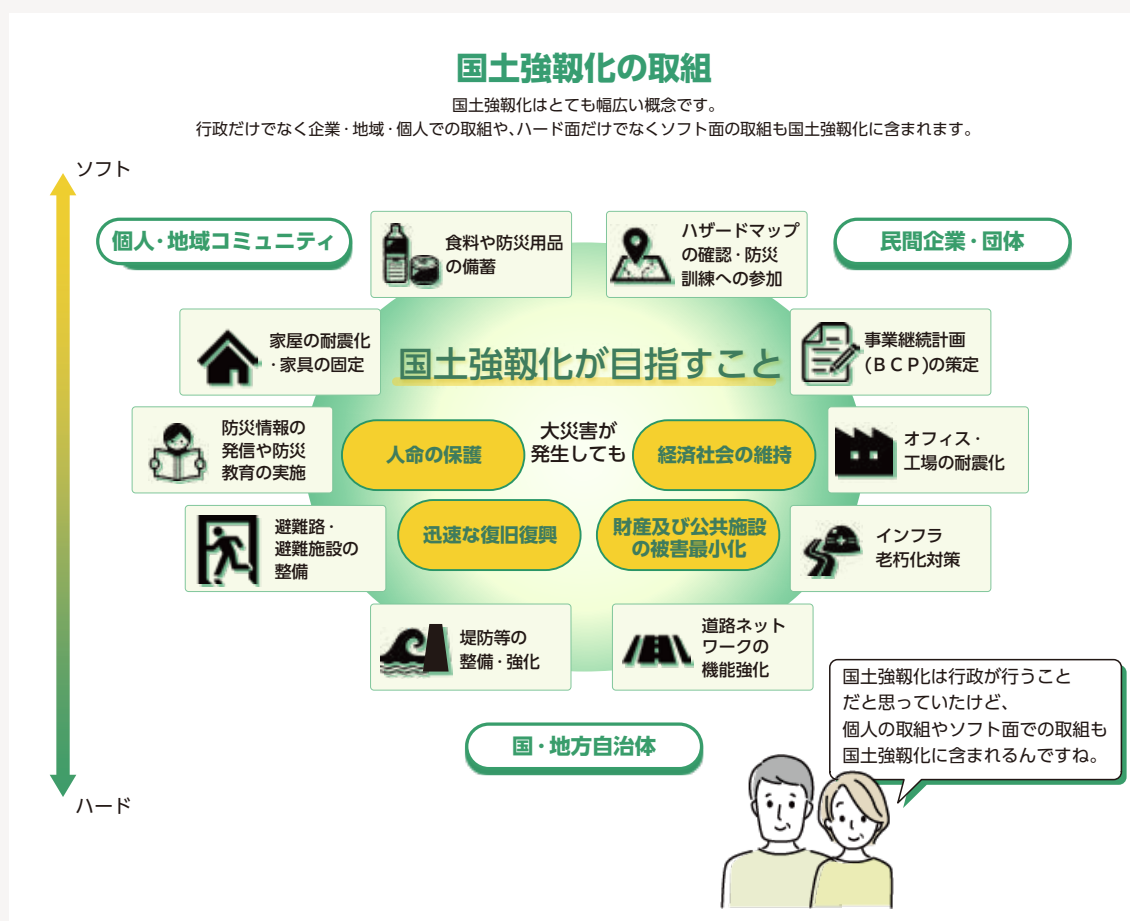 国土強靱化の取組
国土強靱化はとても幅広い概念です。
行政だけでなく企業・地域・個人での取組や、ハード面だけでなくソフト面の取組も国土強靱化に含まれます。
ソフト
個人・地域コミュニティ
食料や防災用品
の備蓄
ハザードマップ
の確認・防災
訓練への参加
民間企業・団体
家屋の耐震化
・家具の固定
国土強靱化が目指すこと
事業継続計画
(ＢＣＰ)の策定
防災情報の
発信や防災
教育の実施
人命の保護
大災害が
発生しても
経済社会の維持
オフィス・
工場の耐震化
避難路・
避難施設の
整備
迅速な復旧復興
財産及び公共施設
の被害最小化
インフラ
老朽化対策
堤防等の
整備・強化
道路ネット
ワークの
機能強化
国土強靱化は行政が行うこと
だと思っていたけど、
個人の取組やソフト面での取組も
国土強靱化に含まれるんですね。
国・地方自治体
ハード